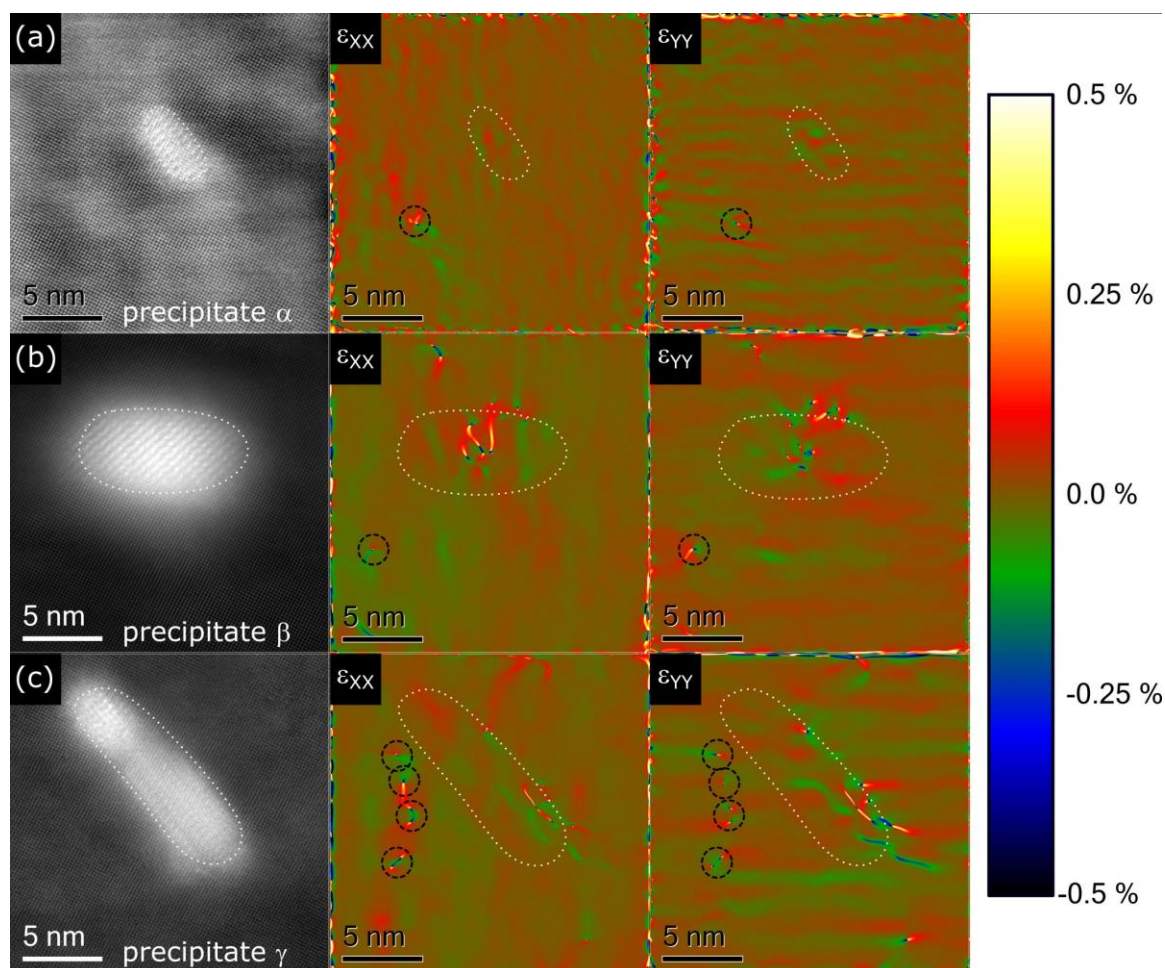 (a)
εXX
εYY
5 nm
precipitate α
5 nm
5 nm
(b)
εXX
εYY
5 nm
precipitate β
5 nm
5 nm
(c)
εXX
εYY
5 nm
precipitate γ
5 nm
5 nm
0.5 %
0.25 %
0.0 %
-0.25 %
-0.5 %